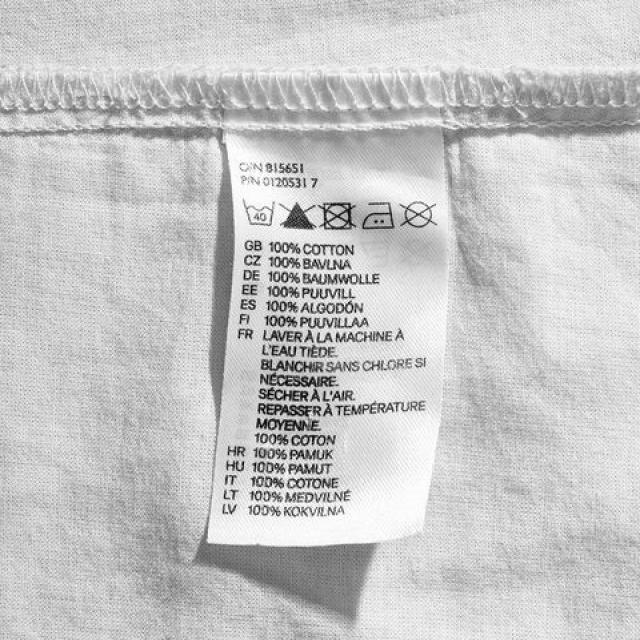 O/N 815651
P/N 0120531 7
40
GB 100% COTTON
CZ 100% BAVLNA
DE 100% BAUMWOLLE
EE 100% PUUVILL
ES 100% ALGODÓN
FI 100% PUUVILLAA
FR LAVER À LA MACHINE À
L'EAU TIÈDE.
BLANCHIR SANS CHLORE SI
NÉCESSAIRE.
SÉCHER À L'AIR.
REPASSER À TEMPÉRATURE
MOYENNE.
100% COTON
HR 100% PAMUK
HU 100% PAMUT
IT 100% COTONE
LT 100% MEDVILNĖ
LV 100% KOKVILNA